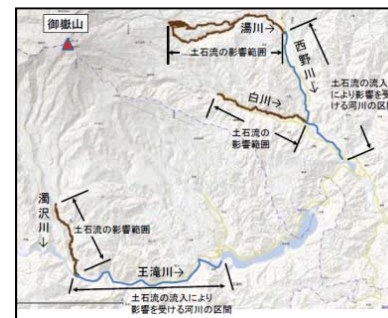 御嶽山
湯川→
土石流の影響範囲
西野川→
白川→
土石流の
影響範囲
土石流の流入
により影響を受
ける河川の区間
濁沢川→
土石流の影響範囲
王滝川→
土石流の流入により
影響を受ける河川の区間